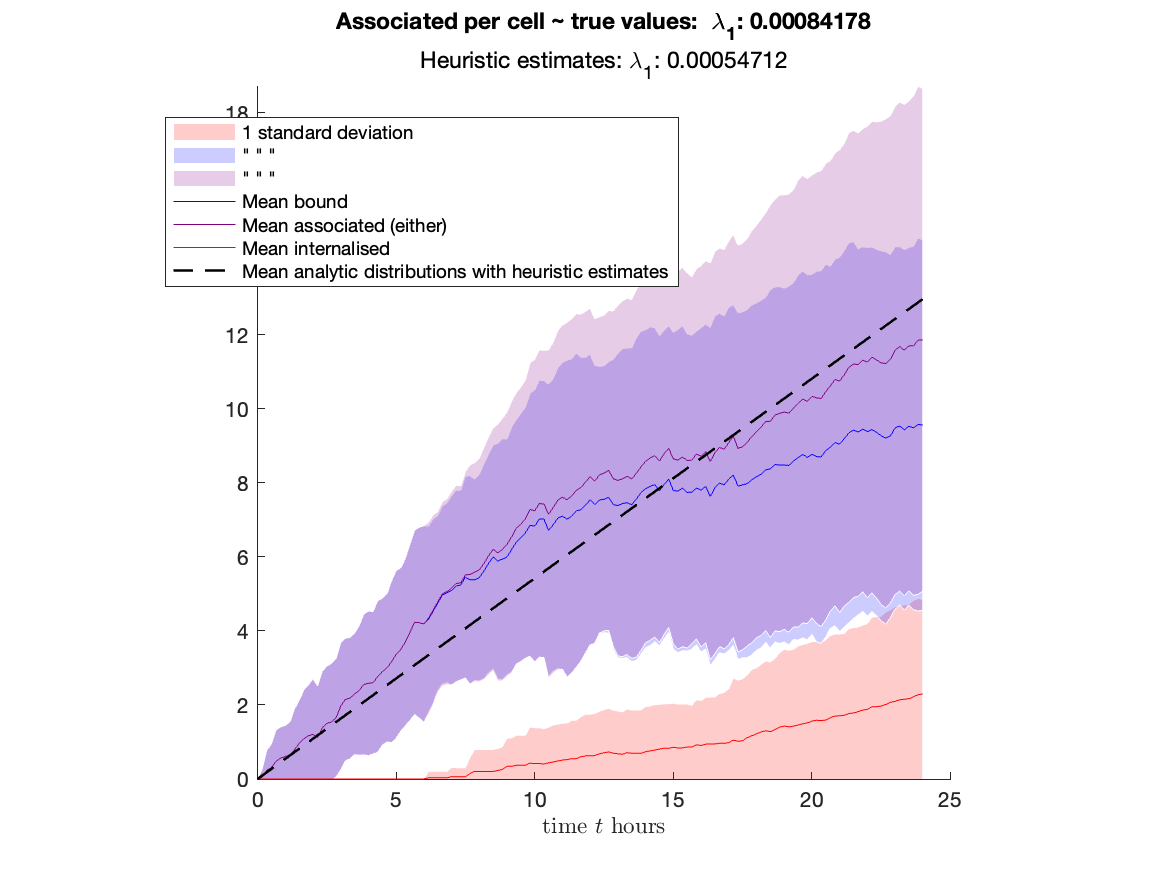 Associated per cell ~ true values: λ₁: 0.00084178
Heuristic estimates: λ₁: 0.00054712
18
1 standard deviation
" " "
" " "
Mean bound
Mean associated (either)
Mean internalised
Mean analytic distributions with heuristic estimates
12
10
8
6
4
2
0
0 5 10 15 20 25
time t hours